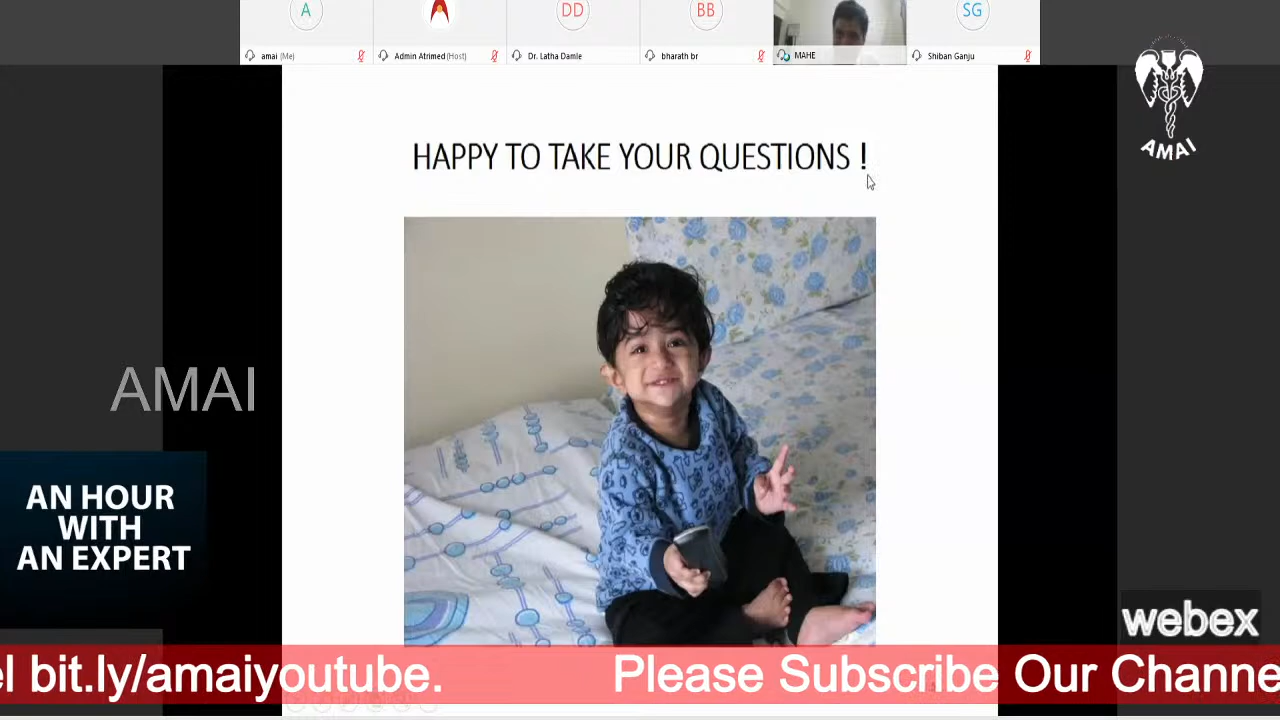 A
DD
BB
SG
amai (Me)
Admin Atrimed (Host)
Dr. Latha Damle
bharath br
MAHE
Shiban Ganju
AMAI
HAPPY TO TAKE YOUR QUESTIONS !
AMAI
AN HOUR
WITH
AN EXPERT
webex
el bit.ly/amaiyoutube. Please Subscribe Our Channe